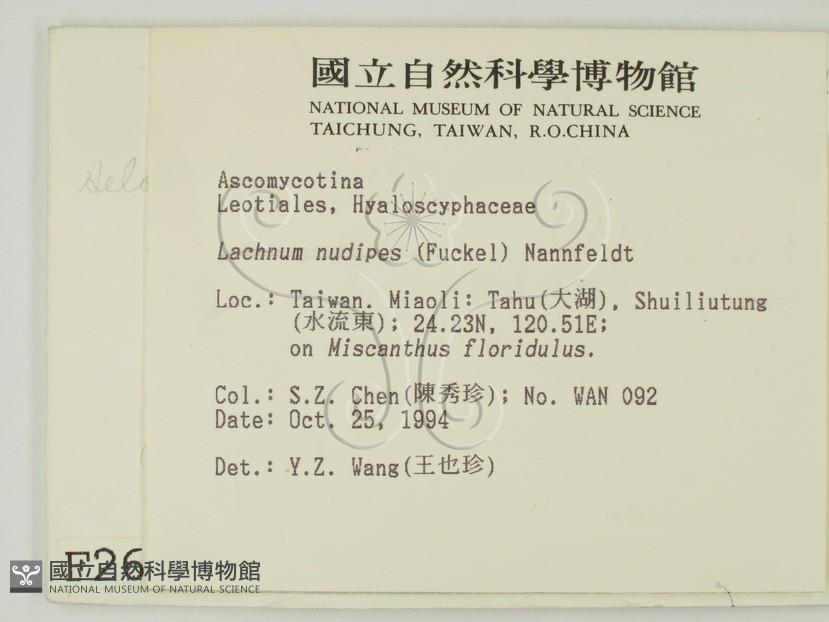 國立自然科學博物館
NATIONAL MUSEUM OF NATURAL SCIENCE
TAICHUNG, TAIWAN, R.O.CHINA
Ascomycotina
Leotiales, Hyaloscyphaceae
Lachnum nudipes (Fuckel) Nannfeldt
Loc.: Taiwan. Miaoli: Tahu(大湖), Shuiliutung
(水流東); 24.23N, 120.51E;
on Miscanthus floridulus.
Col.: S.Z. Chen(陳秀珍); No. WAN 092
Date: Oct. 25, 1994
Det.: Y.Z. Wang(王也珍)
F26
國立自然科學博物館
NATIONAL MUSEUM OF NATURAL SCIENCE